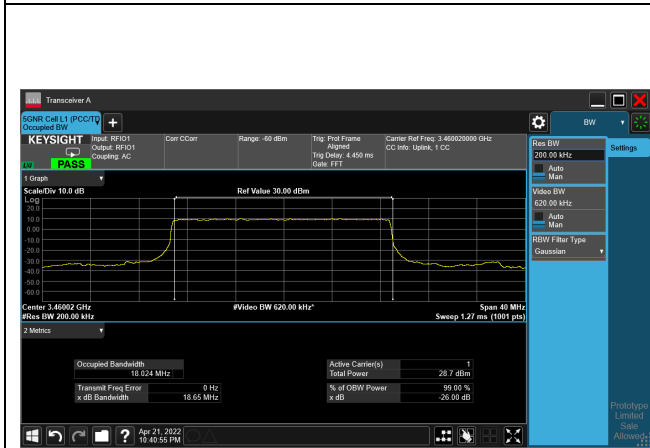 Transceiver A
5GNR Cell L1 (PCC/TD
Occupied BW
KEYSIGHT
LXI
PASS
Input: RFIO1
Output: RFIO1
Coupling: AC
Corr CCorr
Range: -60 dBm
Trig: Prot Frame
Aligned
Trig Delay: 4.450 ms
Gate: FFT
Carrier Ref Freq: 3.460020000 GHz
CC Info: Uplink, 1 CC
BW
Res BW
200.00 kHz
Auto
Man
Video BW
620.00 kHz
Auto
Man
RBW Filter Type
Gaussian
Settings
1 Graph
Scale/Div 10.0 dB
Ref Value 30.00 dBm
Log
20.0
10.0
0.00
-10.0
-20.0
-30.0
-40.0
-50.0
-60.0
Center 3.46002 GHz
#Video BW 620.00 kHz*
Span 40 MHz
#Res BW 200.00 kHz
Sweep 1.27 ms (1001 pts)
2 Metrics
Occupied Bandwidth
18.024 MHz
Active Carrier(s) 1
Total Power 28.7 dBm
Transmit Freq Error 0 Hz
x dB Bandwidth 18.65 MHz
% of OBW Power 99.00 %
x dB -26.00 dB
Apr 21, 2022
10:40:55 PM
Prototype
Limited
Sale
Allowed